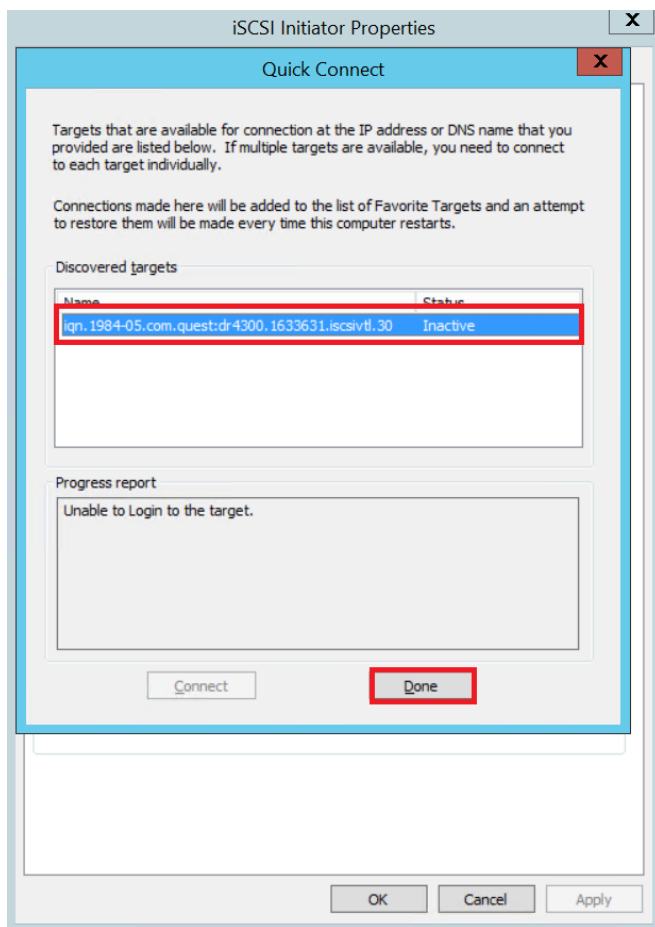 iSCSI Initiator Properties
X
Quick Connect
X
Targets that are available for connection at the IP address or DNS name that you
provided are listed below. If multiple targets are available, you need to connect
to each target individually.
Connections made here will be added to the list of Favorite Targets and an attempt
to restore them will be made every time this computer restarts.
Discovered targets
Name Status
iqn.1984-05.com.quest:dr4300.1633631.iscsivtl.30 Inactive
Progress report
Unable to Login to the target.
Connect Done
OK Cancel Apply